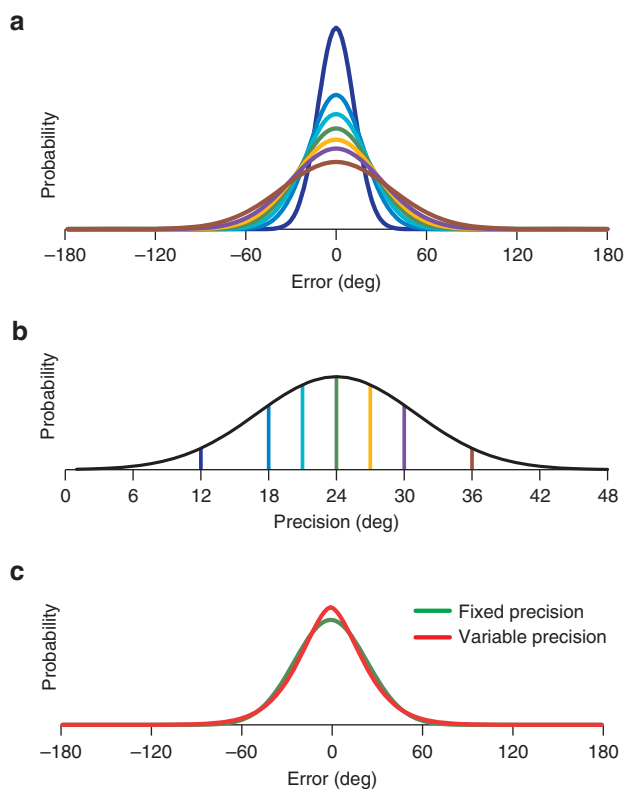 a
Probability
−180 −120 −60 0 60 120 180
Error (deg)
b
Probability
0 6 12 18 24 30 36 42 48
Precision (deg)
c
Probability
Fixed precision
Variable precision
−180 −120 −60 0 60 120 180
Error (deg)